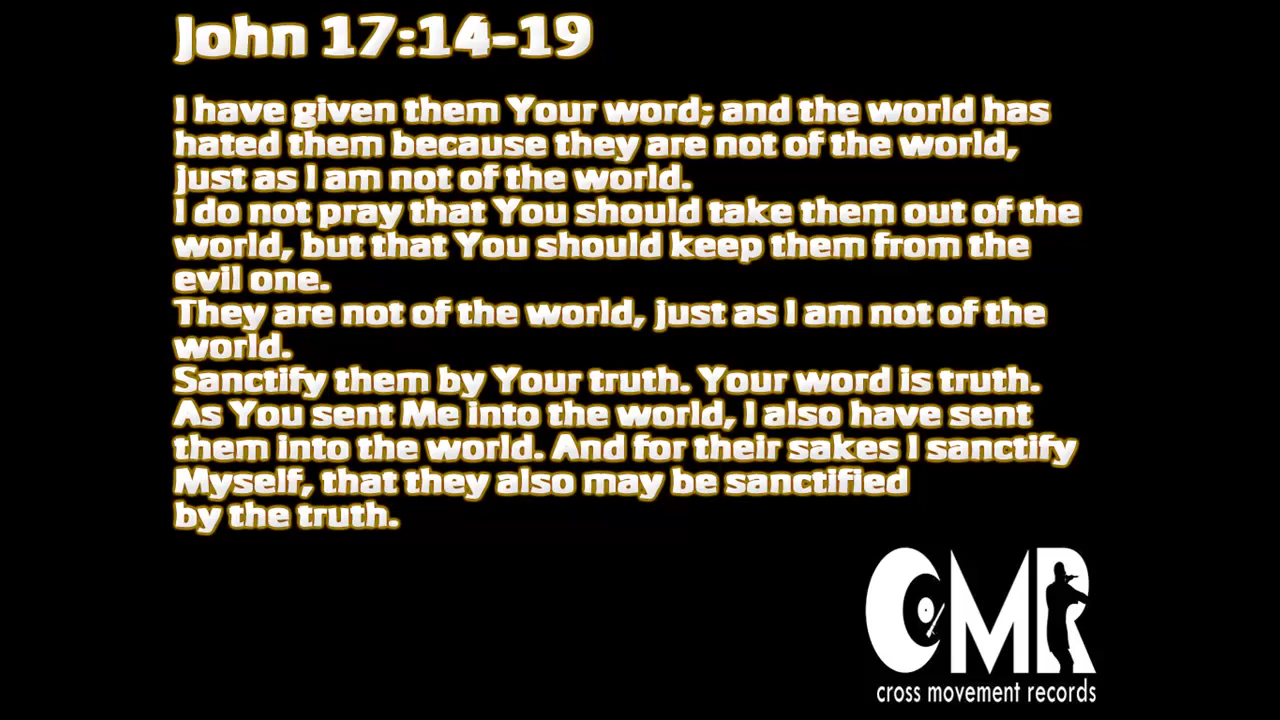 John 17:14-19
I have given them Your word; and the world has
hated them because they are not of the world,
just as I am not of the world.
I do not pray that You should take them out of the
world, but that You should keep them from the
evil one.
They are not of the world, just as I am not of the
world.
Sanctify them by Your truth. Your word is truth.
As You sent Me into the world, I also have sent
them into the world. And for their sakes I sanctify
Myself, that they also may be sanctified
by the truth.
CMR
cross movement records